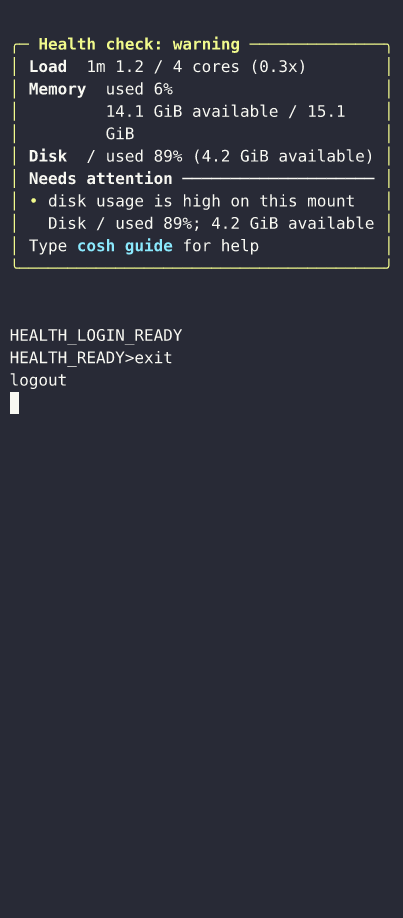 Health check: warning
Load  1m 1.2 / 4 cores (0.3x)
Memory  used 6%
14.1 GiB available / 15.1
GiB
Disk  / used 89% (4.2 GiB available)
Needs attention
• disk usage is high on this mount
Disk / used 89%; 4.2 GiB available
Type cosh guide for help
HEALTH_LOGIN_READY
HEALTH_READY>exit
logout